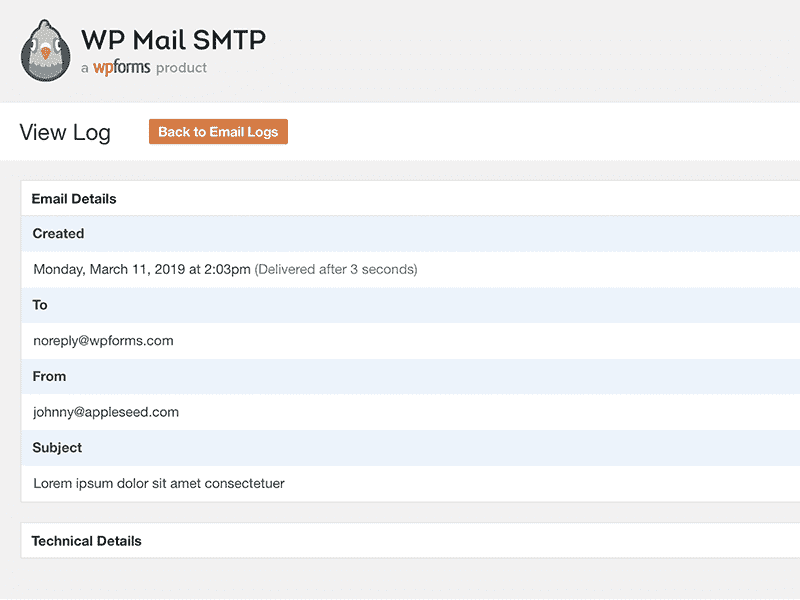 WP Mail SMTP
a wpforms product
View Log
Back to Email Logs
Email Details
Created
Monday, March 11, 2019 at 2:03pm (Delivered after 3 seconds)
To
noreply@wpforms.com
From
johnny@appleseed.com
Subject
Lorem ipsum dolor sit amet consectetuer
Technical Details